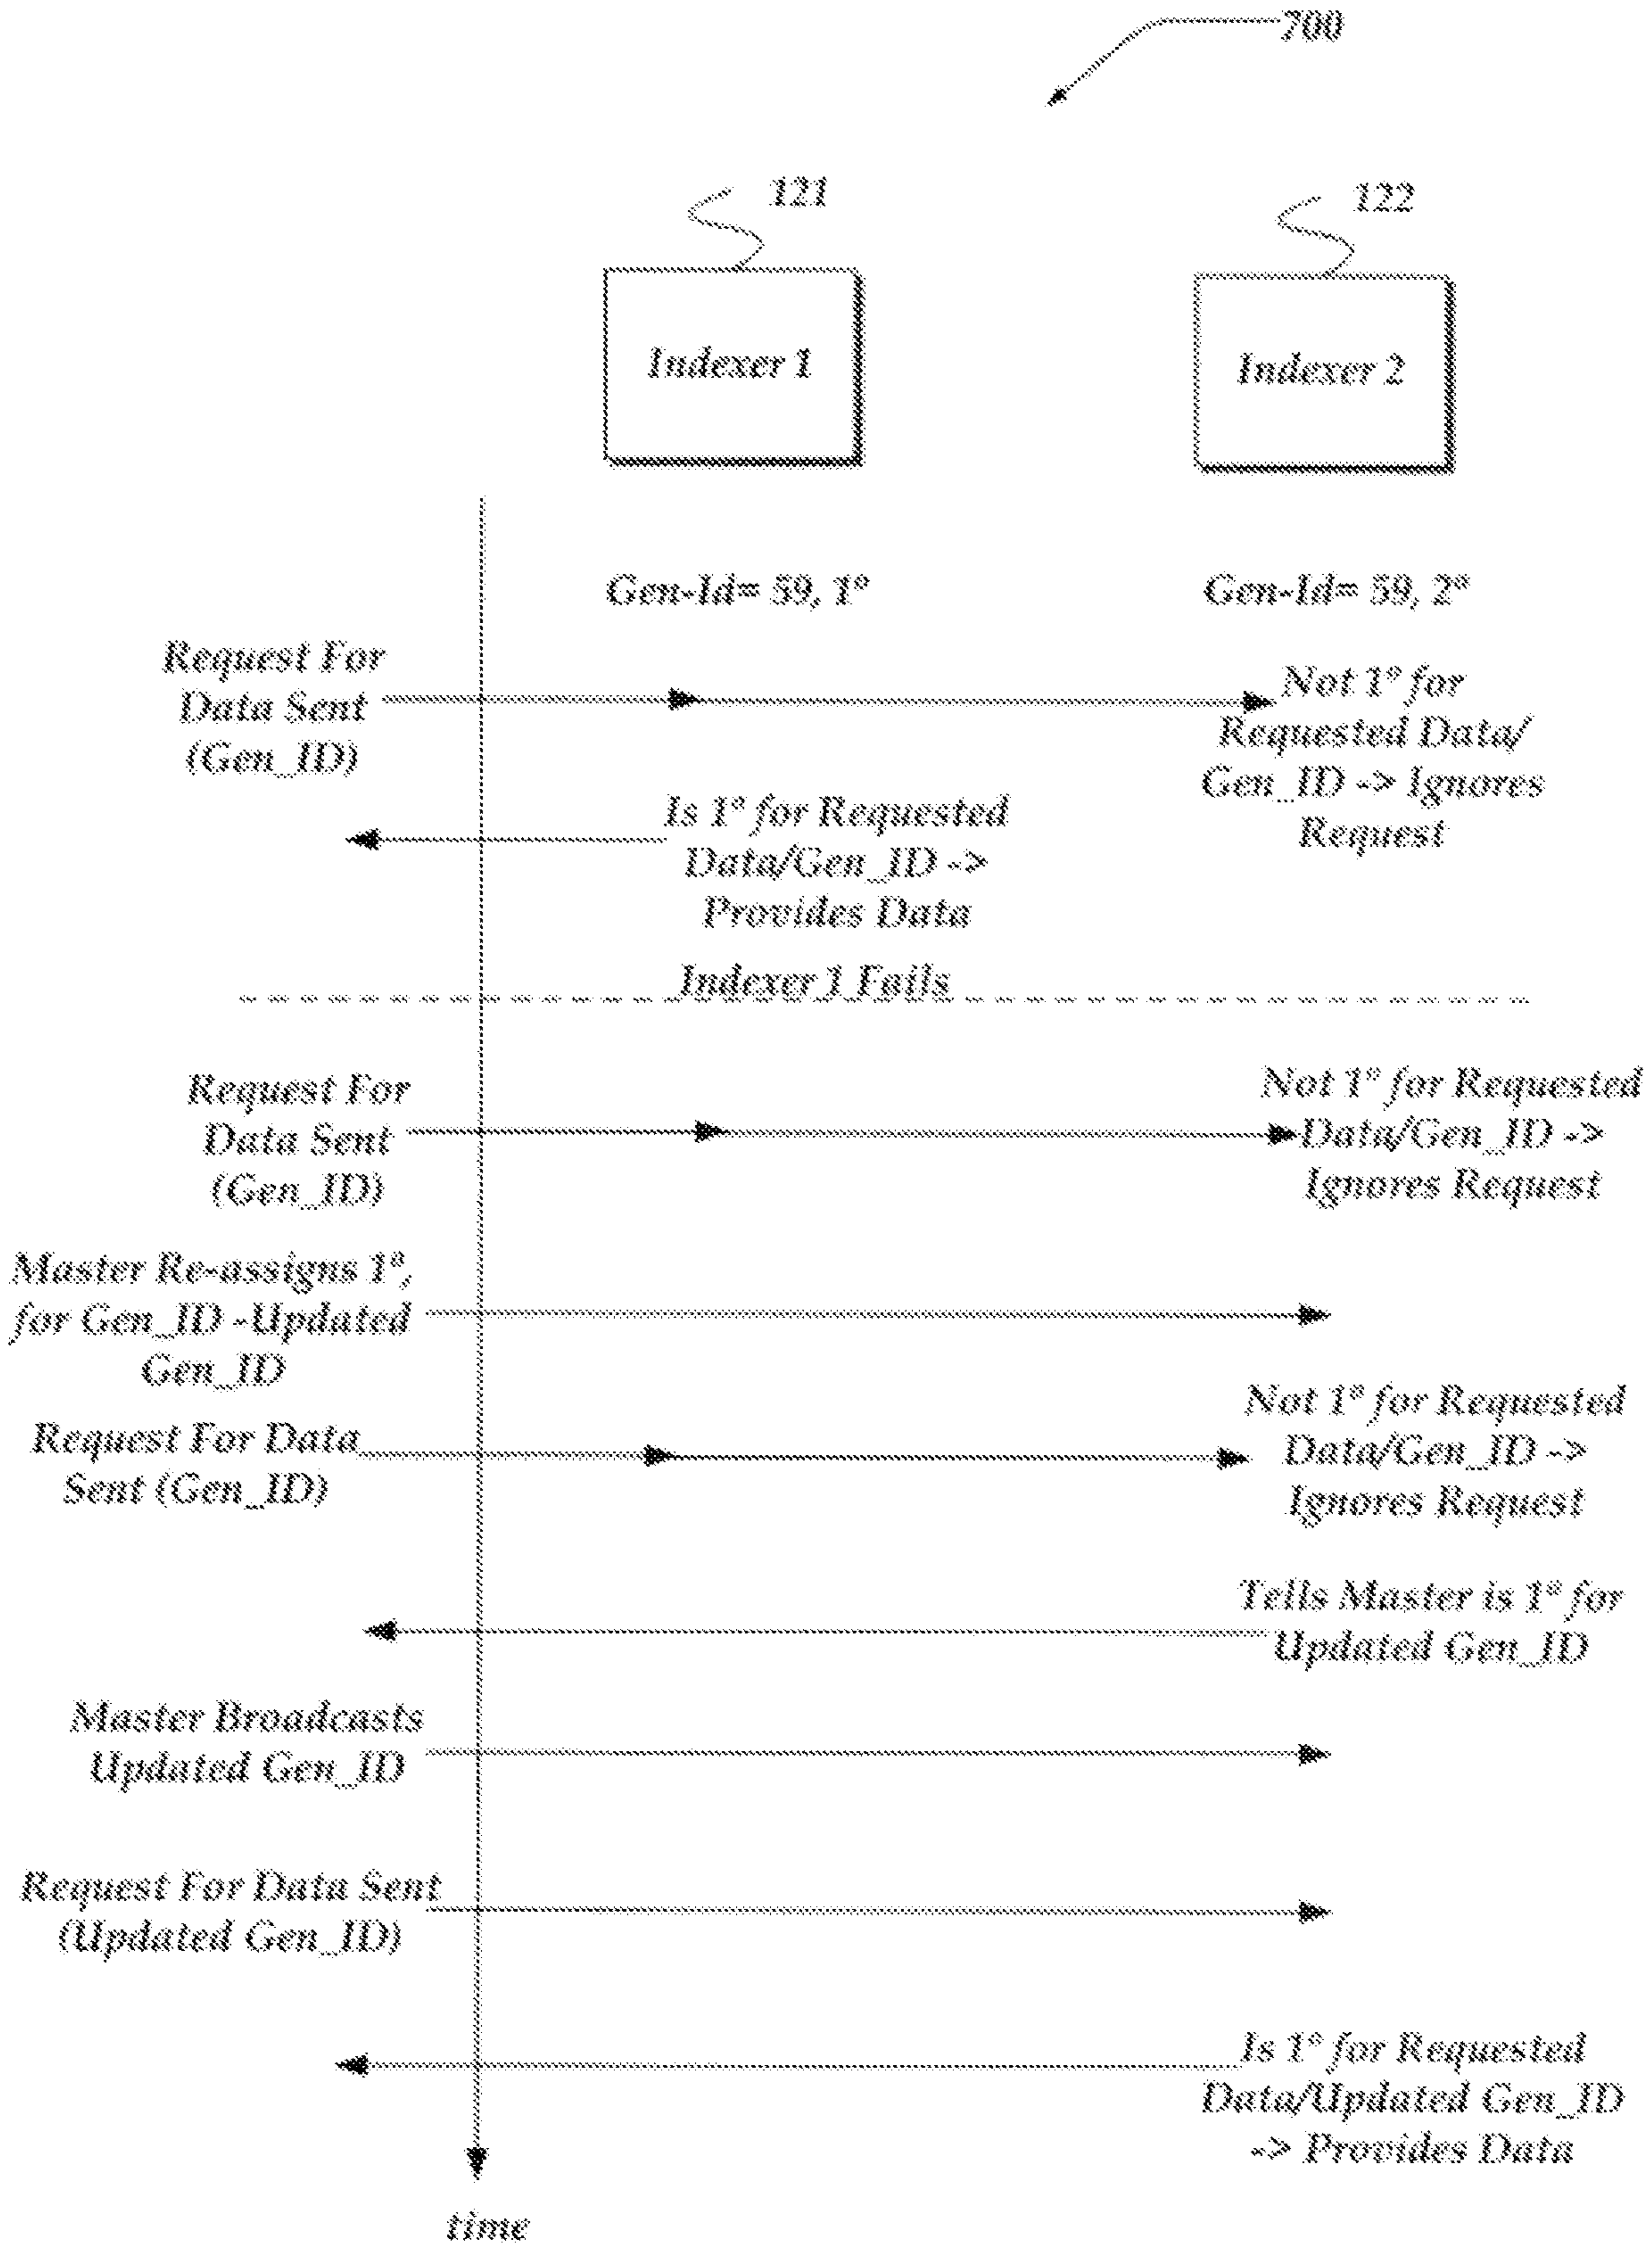 700
121
122
Indexer 1
Indexer 2
Gen-Id= 59, 1°
Gen-Id= 59, 2°
Request For
Data Sent
(Gen_ID)
Not 1° for
Requested Data/
Gen_ID -> Ignores
Request
Is 1° for Requested
Data/Gen_ID ->
Provides Data
Indexer 1 Fails
Request For
Data Sent
(Gen_ID)
Not 1° for Requested
Data/Gen_ID ->
Ignores Request
Master Re-assigns 1°,
for Gen_ID -Updated
Gen_ID
Request For Data
Sent (Gen_ID)
Not 1° for Requested
Data/Gen_ID ->
Ignores Request
Tells Master is 1° for
Updated Gen_ID
Master Broadcasts
Updated Gen_ID
Request For Data Sent
(Updated Gen_ID)
Is 1° for Requested
Data/Updated Gen_ID
-> Provides Data
time